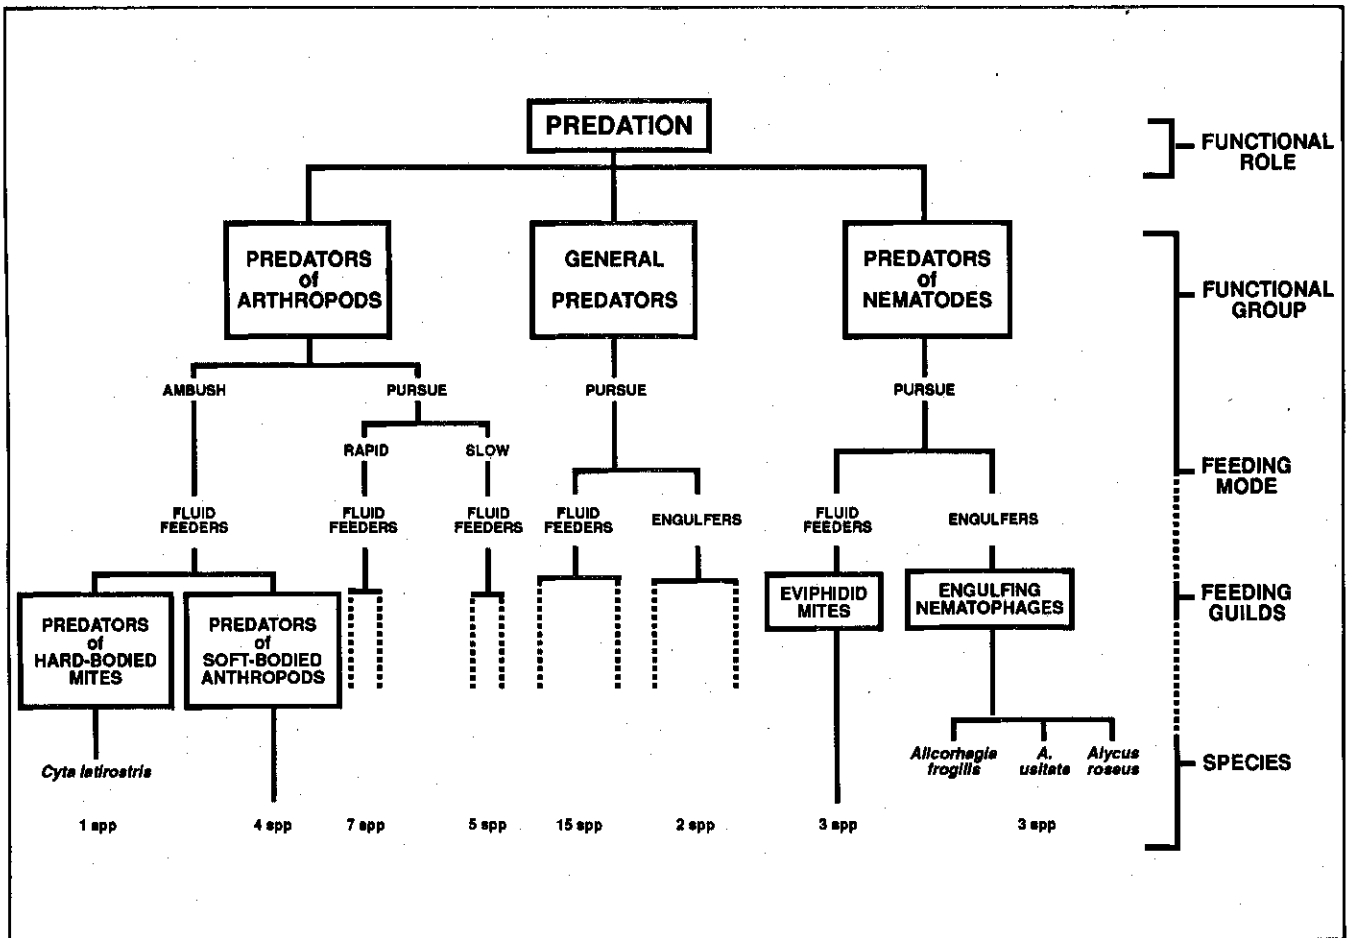 PREDATION
FUNCTIONAL
ROLE
PREDATORS
of
ARTHROPODS
GENERAL
PREDATORS
PREDATORS
of
NEMATODES
FUNCTIONAL
GROUP
AMBUSH
PURSUE
PURSUE
PURSUE
RAPID
SLOW
FEEDING
MODE
FLUID
FEEDERS
FLUID
FEEDERS
FLUID
FEEDERS
FLUID
FEEDERS
ENGULFERS
FLUID
FEEDERS
ENGULFERS
PREDATORS
of
HARD-BODIED
MITES
PREDATORS
of
SOFT-BODIED
ANTHROPODS
EVIPHIDID
MITES
ENGULFING
NEMATOPHAGES
FEEDING
GUILDS
Cyta latirostris
Alicorhagia
frogilis
A.
usitata
Alycus
roseus
SPECIES
1 spp
4 spp
7 spp
5 spp
15 spp
2 spp
3 spp
3 spp